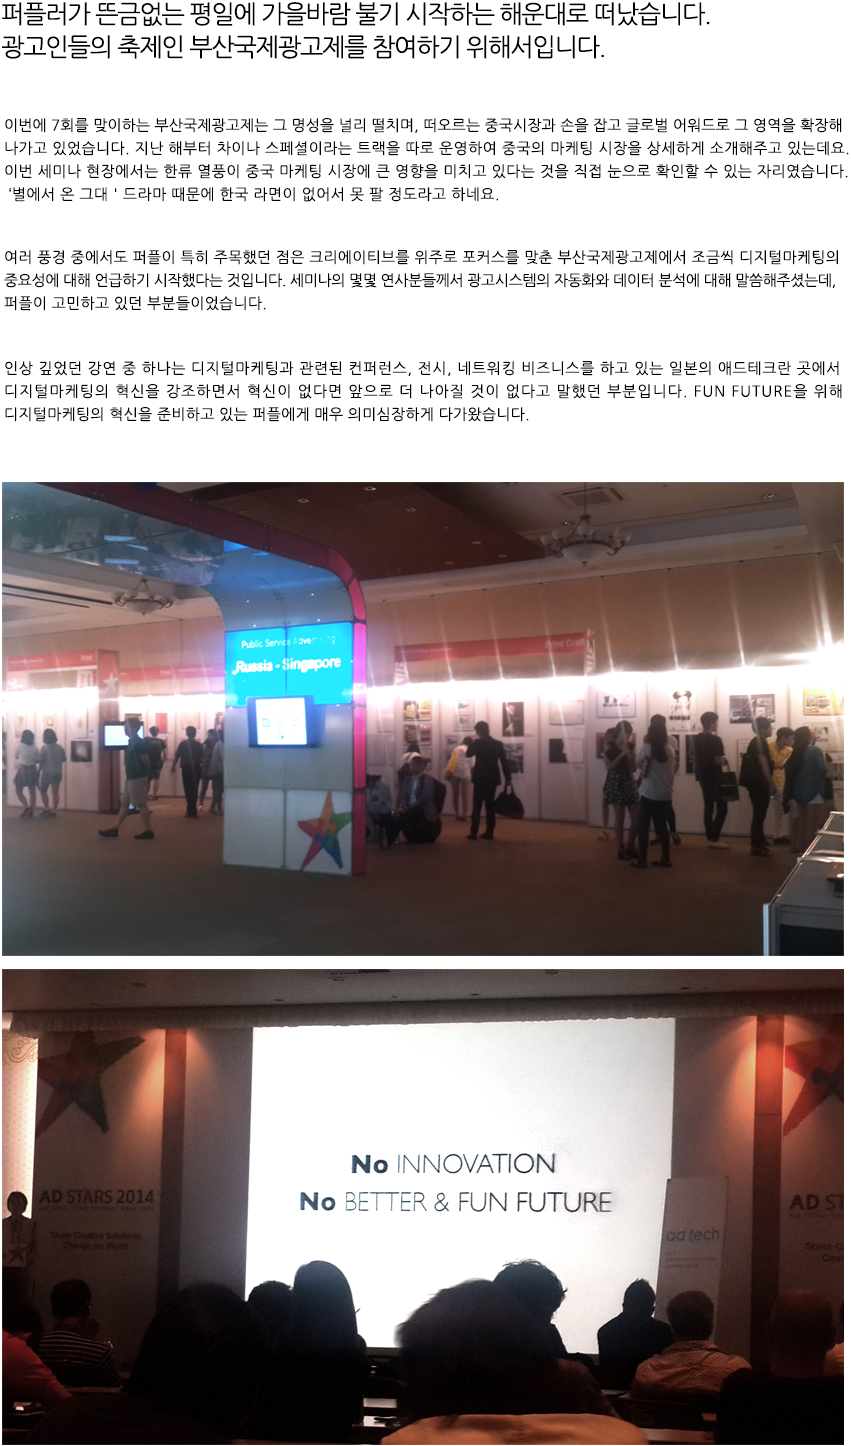 퍼플러가 뜬금없는 평일에 가을바람 불기 시작하는 해운대로 떠났습니다.
광고인들의 축제인 부산국제광고제를 참여하기 위해서입니다.
이번에 7회를 맞이하는 부산국제광고제는 그 명성을 널리 떨치며, 떠오르는 중국시장과 손을 잡고 글로벌 어워드로 그 영역을 확장해
나가고 있었습니다. 지난 해부터 차이나 스페셜이라는 트랙을 따로 운영하여 중국의 마케팅 시장을 상세하게 소개해주고 있는데요.
이번 세미나 현장에서는 한류 열풍이 중국 마케팅 시장에 큰 영향을 미치고 있다는 것을 직접 눈으로 확인할 수 있는 자리였습니다.
‘별에서 온 그대 ' 드라마 때문에 한국 라면이 없어서 못 팔 정도라고 하네요.
여러 풍경 중에서도 퍼플이 특히 주목했던 점은 크리에이티브를 위주로 포커스를 맞춘 부산국제광고제에서 조금씩 디지털마케팅의
중요성에 대해 언급하기 시작했다는 것입니다. 세미나의 몇몇 연사분들께서 광고시스템의 자동화와 데이터 분석에 대해 말씀해주셨는데,
퍼플이 고민하고 있던 부분들이었습니다.
인상 깊었던 강연 중 하나는 디지털마케팅과 관련된 컨퍼런스, 전시, 네트워킹 비즈니스를 하고 있는 일본의 애드테크란 곳에서
디지털마케팅의 혁신을 강조하면서 혁신이 없다면 앞으로 더 나아질 것이 없다고 말했던 부분입니다. FUN FUTURE을 위해
디지털마케팅의 혁신을 준비하고 있는 퍼플에게 매우 의미심장하게 다가왔습니다.
Public Service Advertising
Russia - Singapore
Print
Print Craft
No INNOVATION
No BETTER & FUN FUTURE
AD STARS 2014
Share Creative Solutions,
Change the World
ad:tech
AD ST